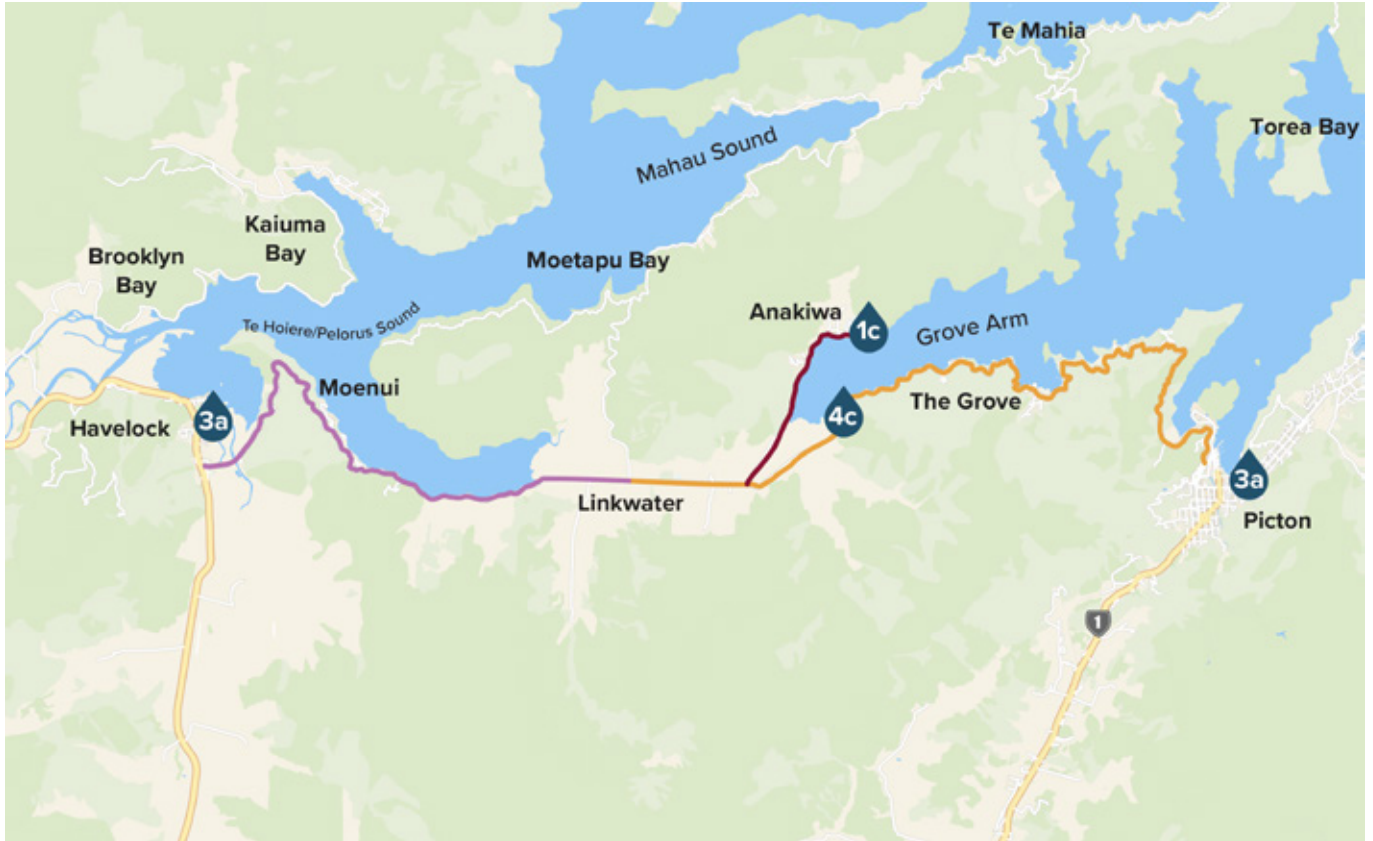 Te Mahia
Torea Bay
Mahau Sound
Kaiuma
Bay
Brooklyn
Bay
Moetapu Bay
Te Hoiere/Pelorus Sound
Anakiwa
1c
Grove Arm
Moenui
The Grove
4c
3a
Havelock
Linkwater
3a
Picton
1